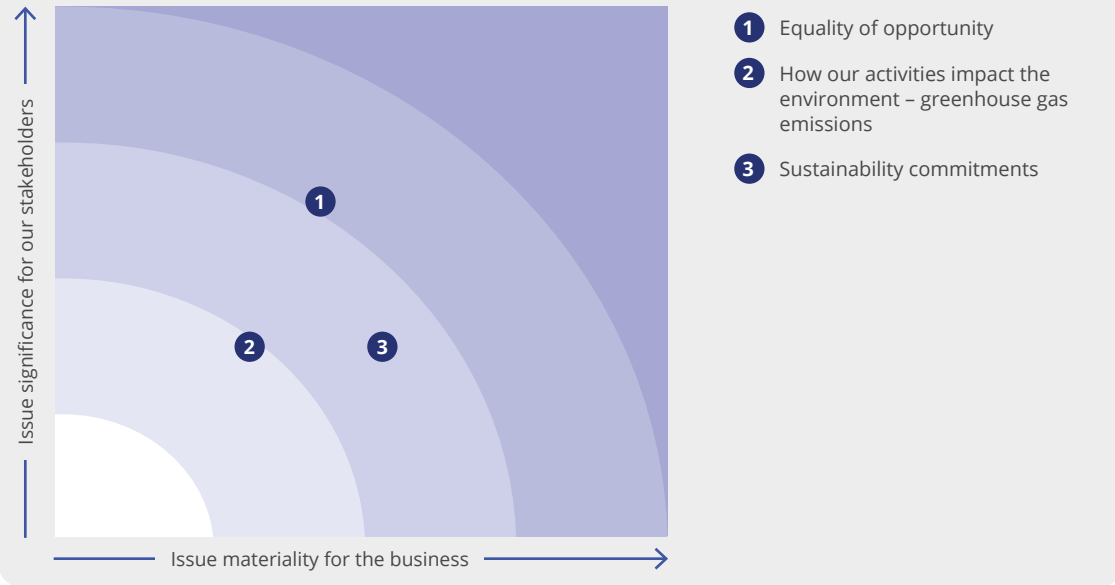 Issue significance for our stakeholders
1
2
3
Issue materiality for the business
1 Equality of opportunity
2 How our activities impact the
environment – greenhouse gas
emissions
3 Sustainability commitments